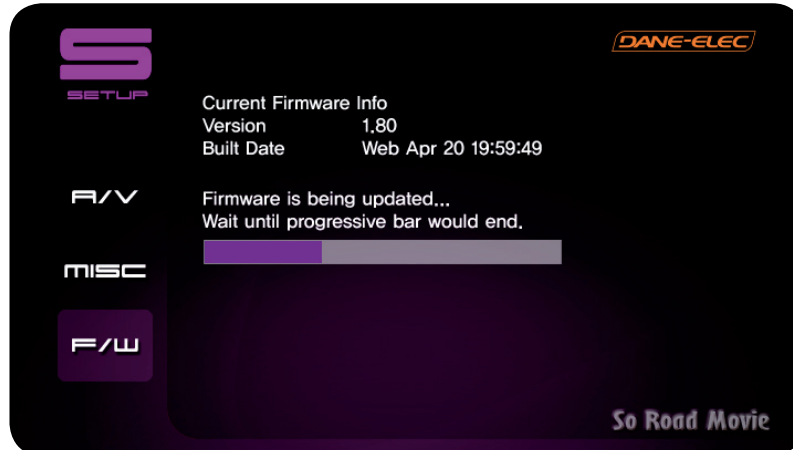 S
SETUP
DANE-ELEC
Current Firmware Info
Version 1.80
Built Date Web Apr 20 19:59:49
A/V
Firmware is being updated...
Wait until progressive bar would end.
MISC
F/W
So Road Movie